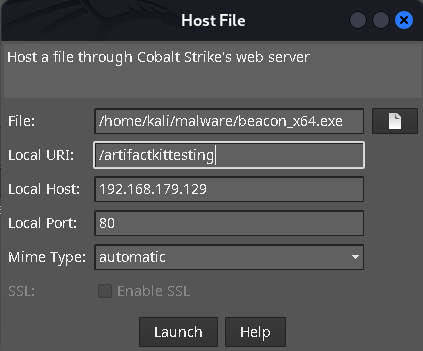 Host File
Host a file through Cobalt Strike's web server
File: /home/kali/malware/beacon_x64.exe
Local URI: /artifactkittesting
Local Host: 192.168.179.129
Local Port: 80
Mime Type: automatic
SSL: Enable SSL
Launch Help